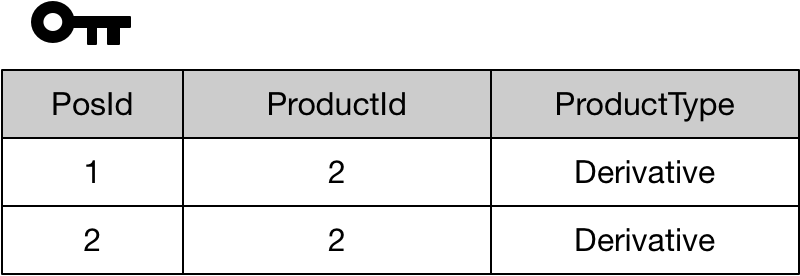 PosId ProductId ProductType
1 2 Derivative
2 2 Derivative